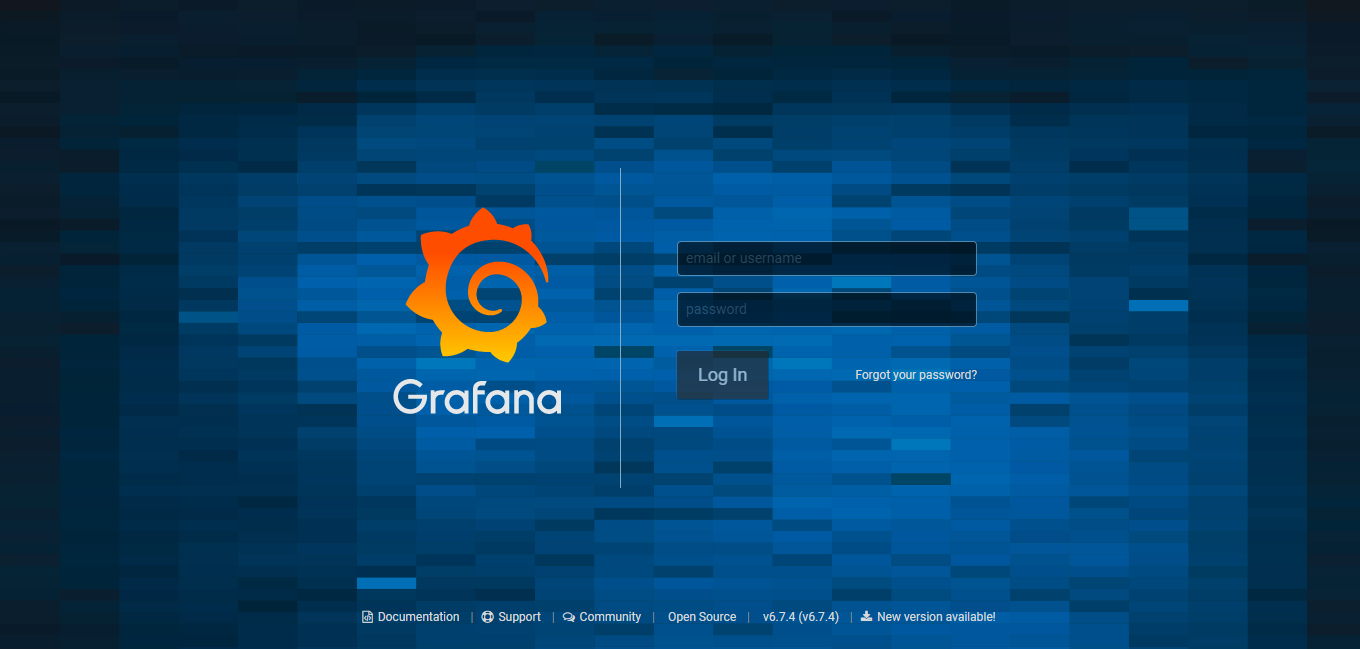 Grafana
email or username
password
Log In
Forgot your password?
Documentation | Support | Community | Open Source | v6.7.4 (v6.7.4) | New version available!